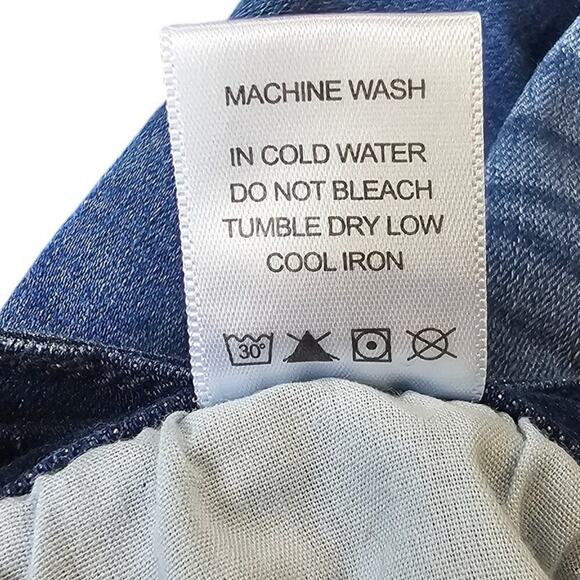 MACHINE WASH
IN COLD WATER
DO NOT BLEACH
TUMBLE DRY LOW
COOL IRON
30°